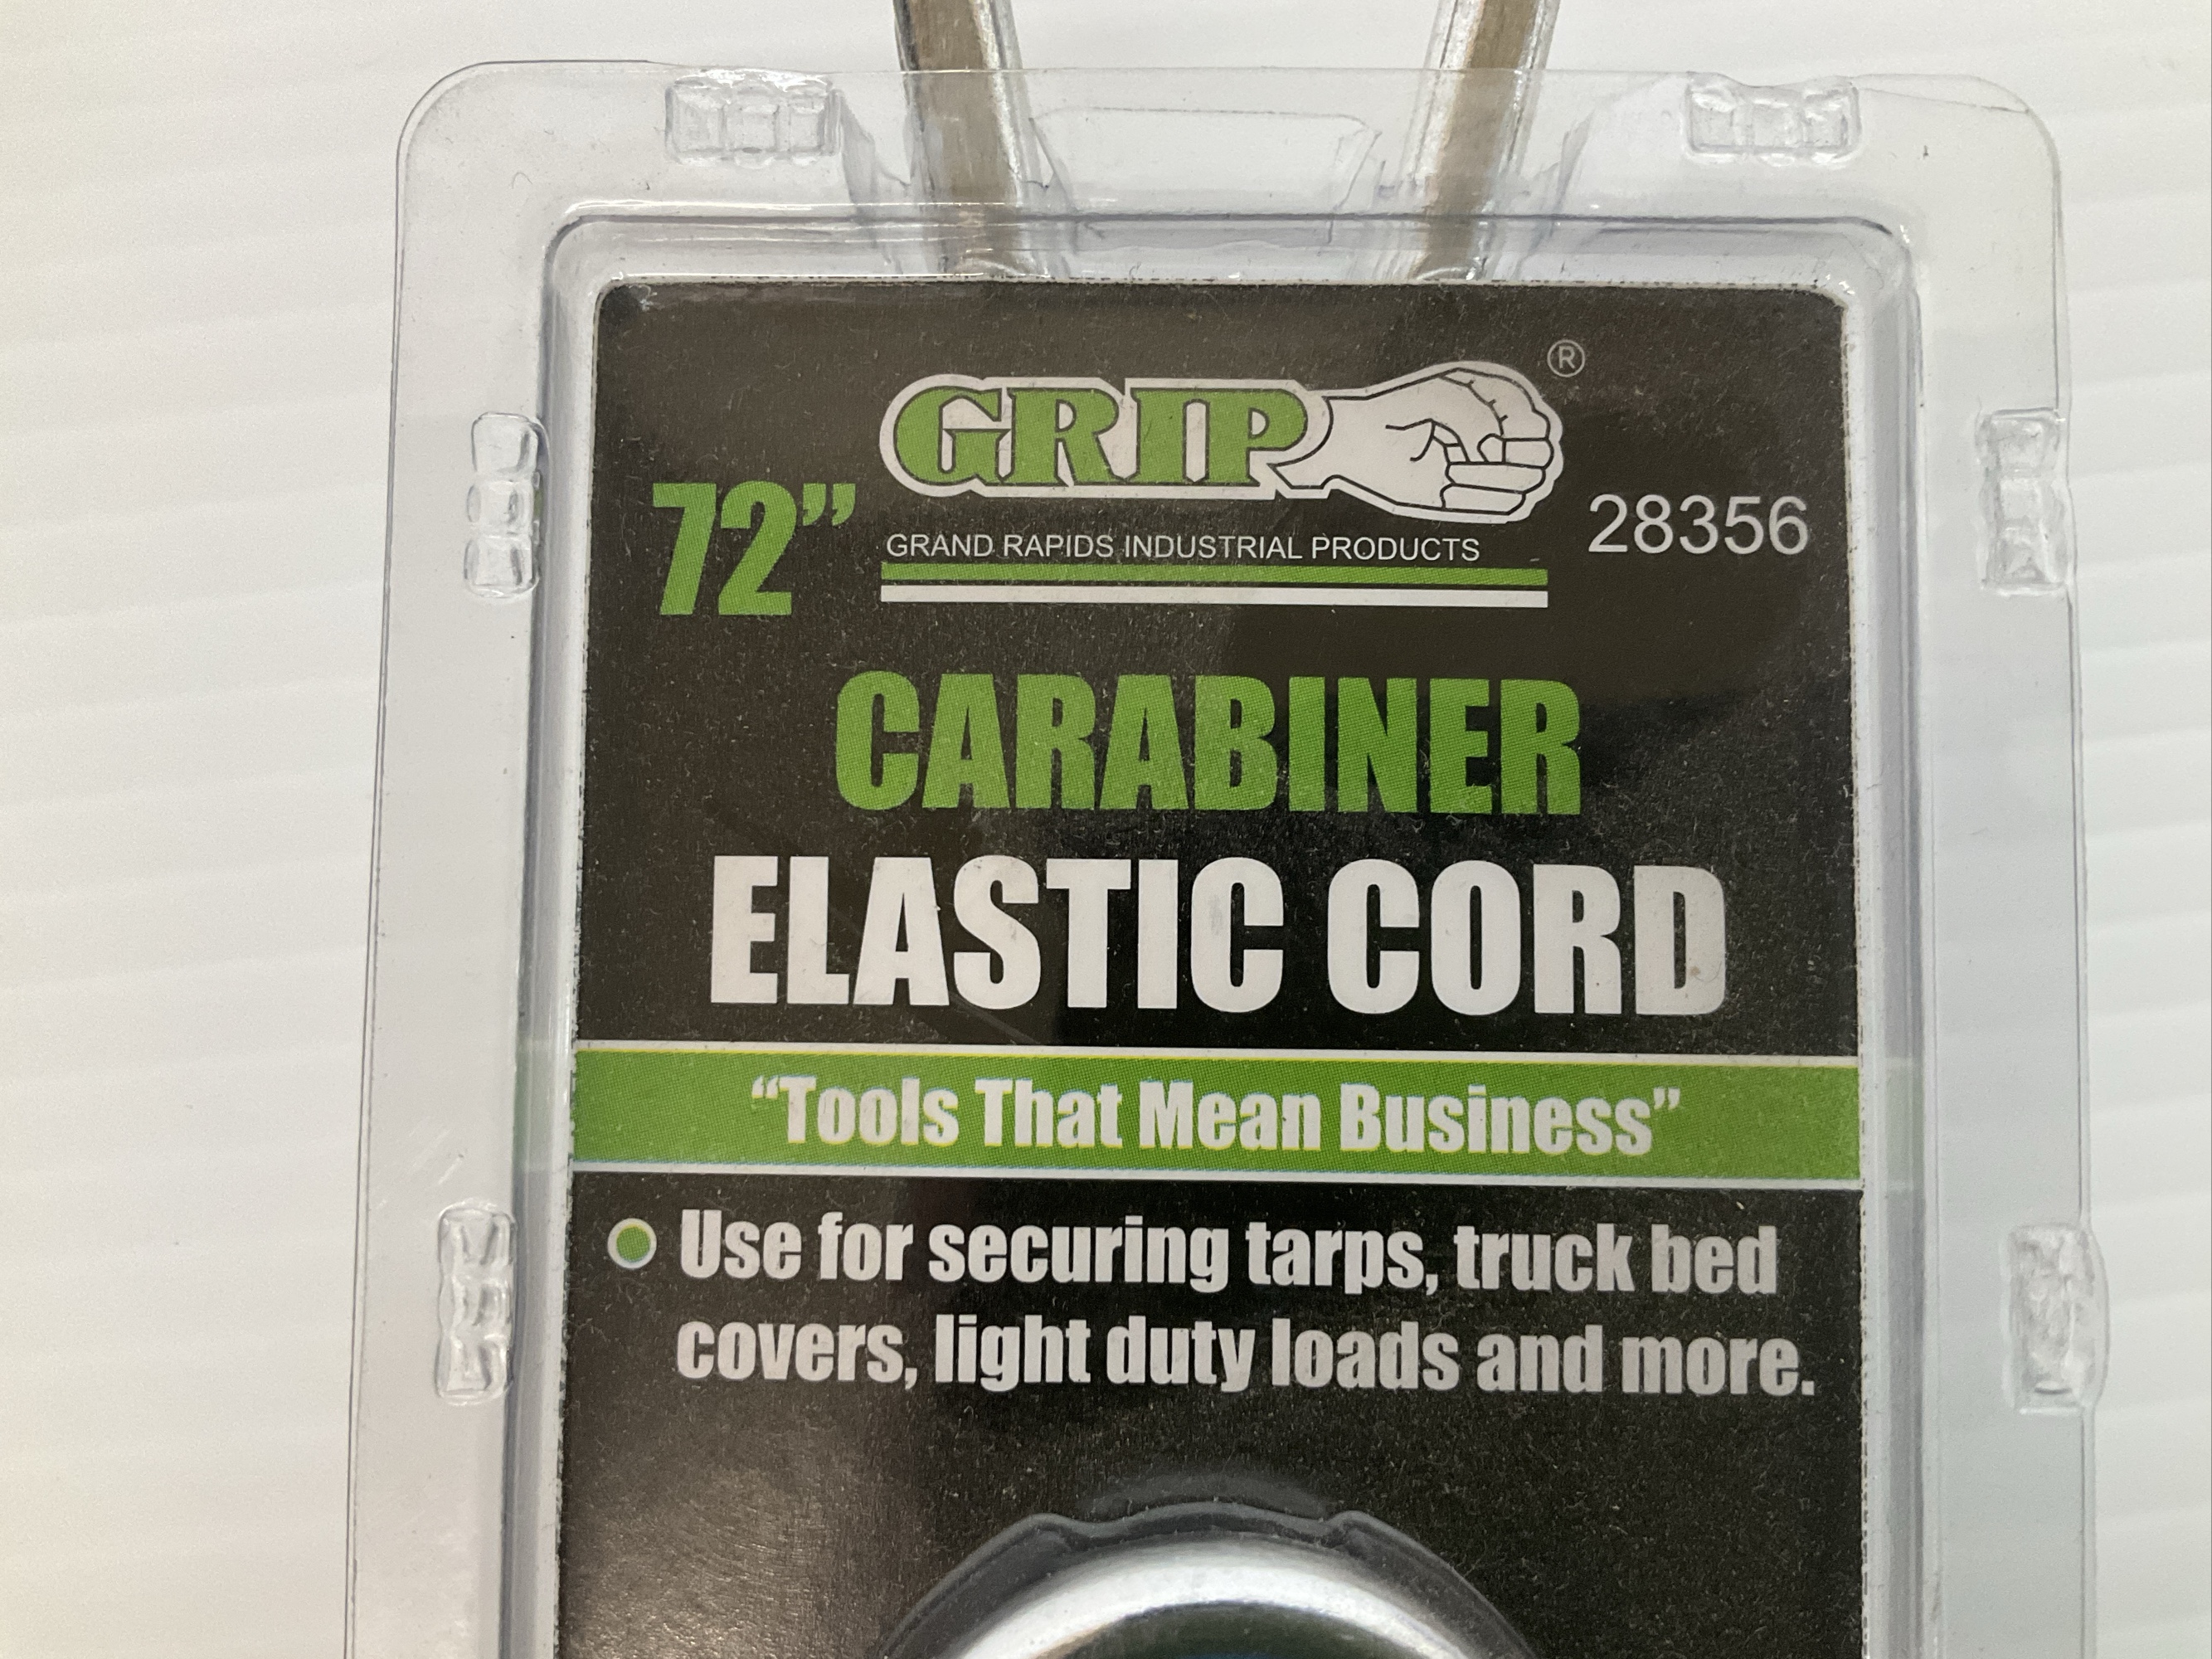 GRIP®
72”
28356
GRAND RAPIDS INDUSTRIAL PRODUCTS
CARABINER
ELASTIC CORD
“Tools That Mean Business”
Use for securing tarps, truck bed
covers, light duty loads and more.